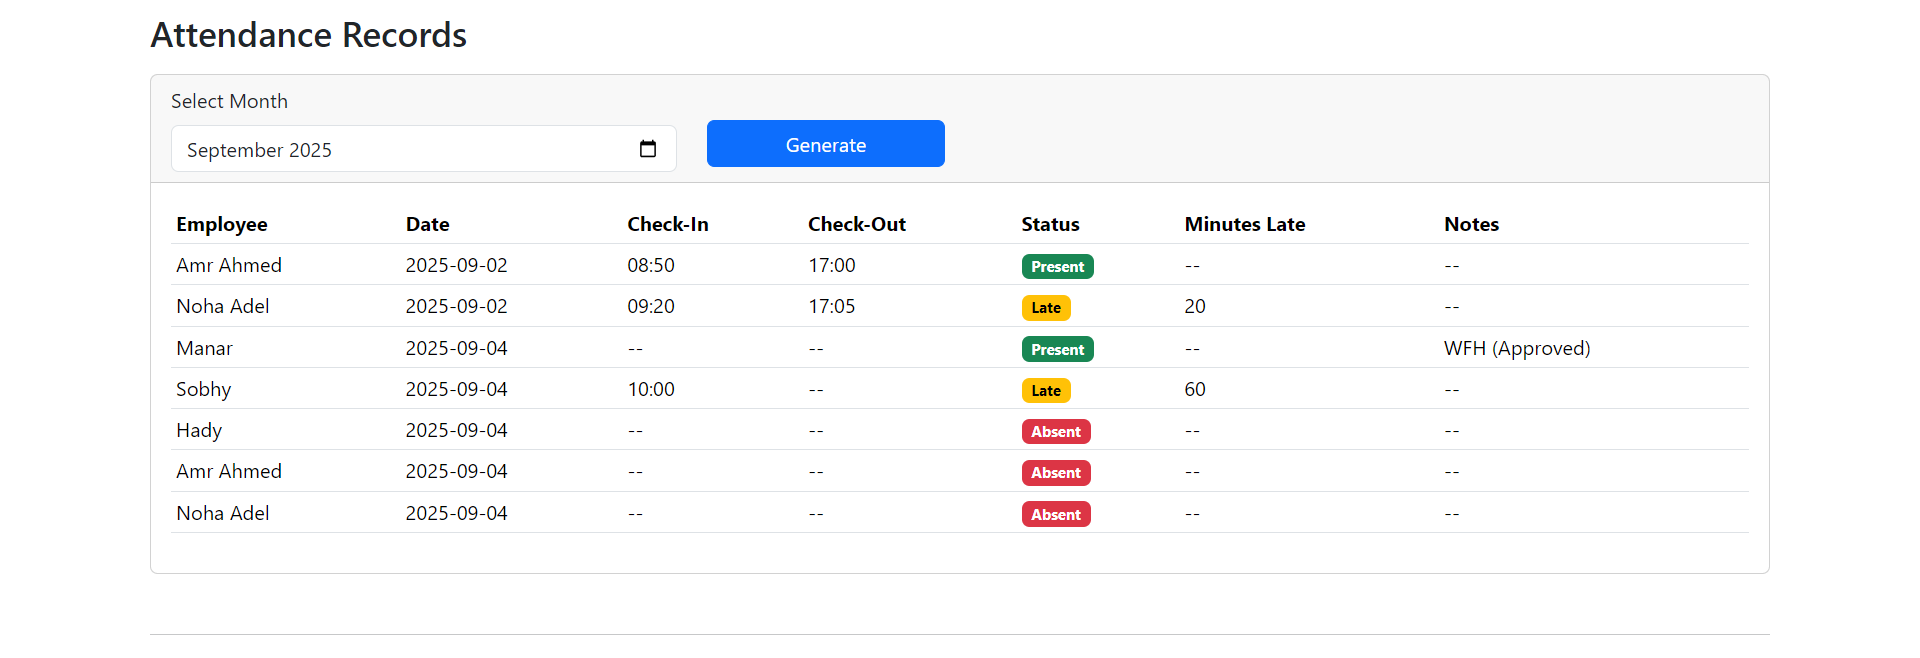 Attendance Records
Select Month
September 2025
Generate
Employee Date Check-In Check-Out Status Minutes Late Notes
Amr Ahmed 2025-09-02 08:50 17:00 Present -- --
Noha Adel 2025-09-02 09:20 17:05 Late 20 --
Manar 2025-09-04 -- -- Present -- WFH (Approved)
Sobhy 2025-09-04 10:00 -- Late 60 --
Hady 2025-09-04 -- -- Absent -- --
Amr Ahmed 2025-09-04 -- -- Absent -- --
Noha Adel 2025-09-04 -- -- Absent -- --